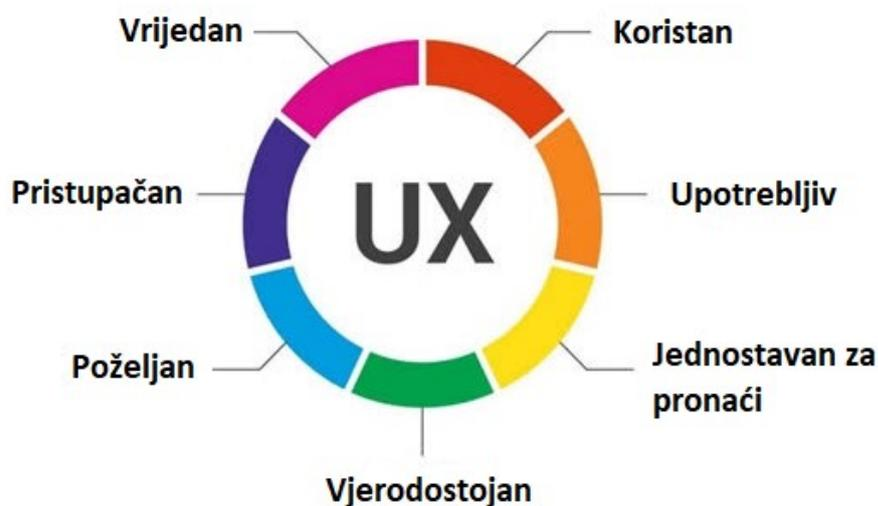 Vrijedan
Koristan
Pristupačan
UX
Upotrebljiv
Poželjan
Jednostavan za
pronaći
Vjerodostojan